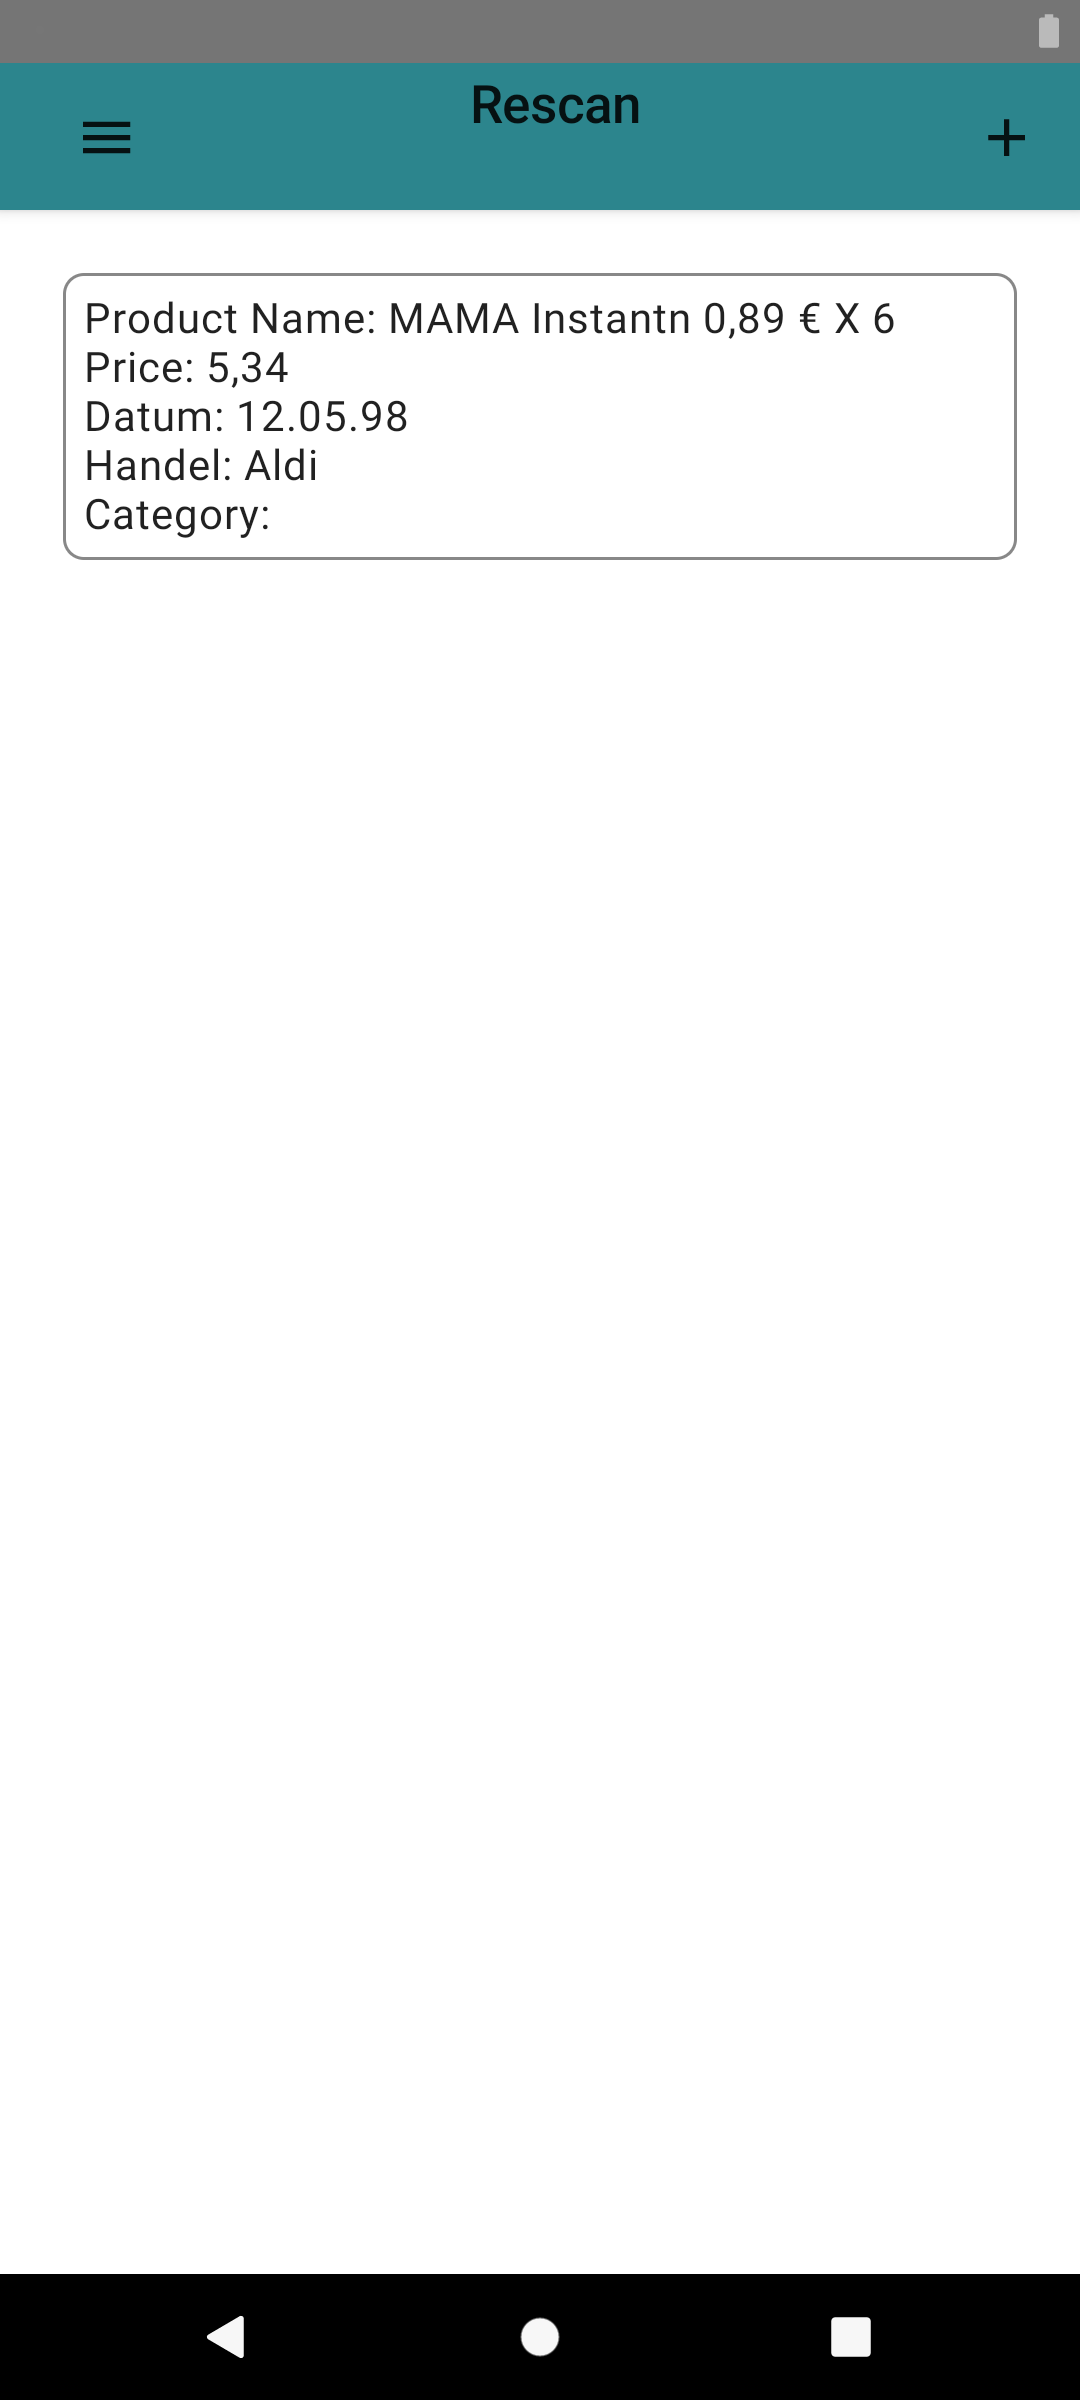 Rescan
Product Name: MAMA Instantn 0,89 € X 6
Price: 5,34
Datum: 12.05.98
Handel: Aldi
Category: